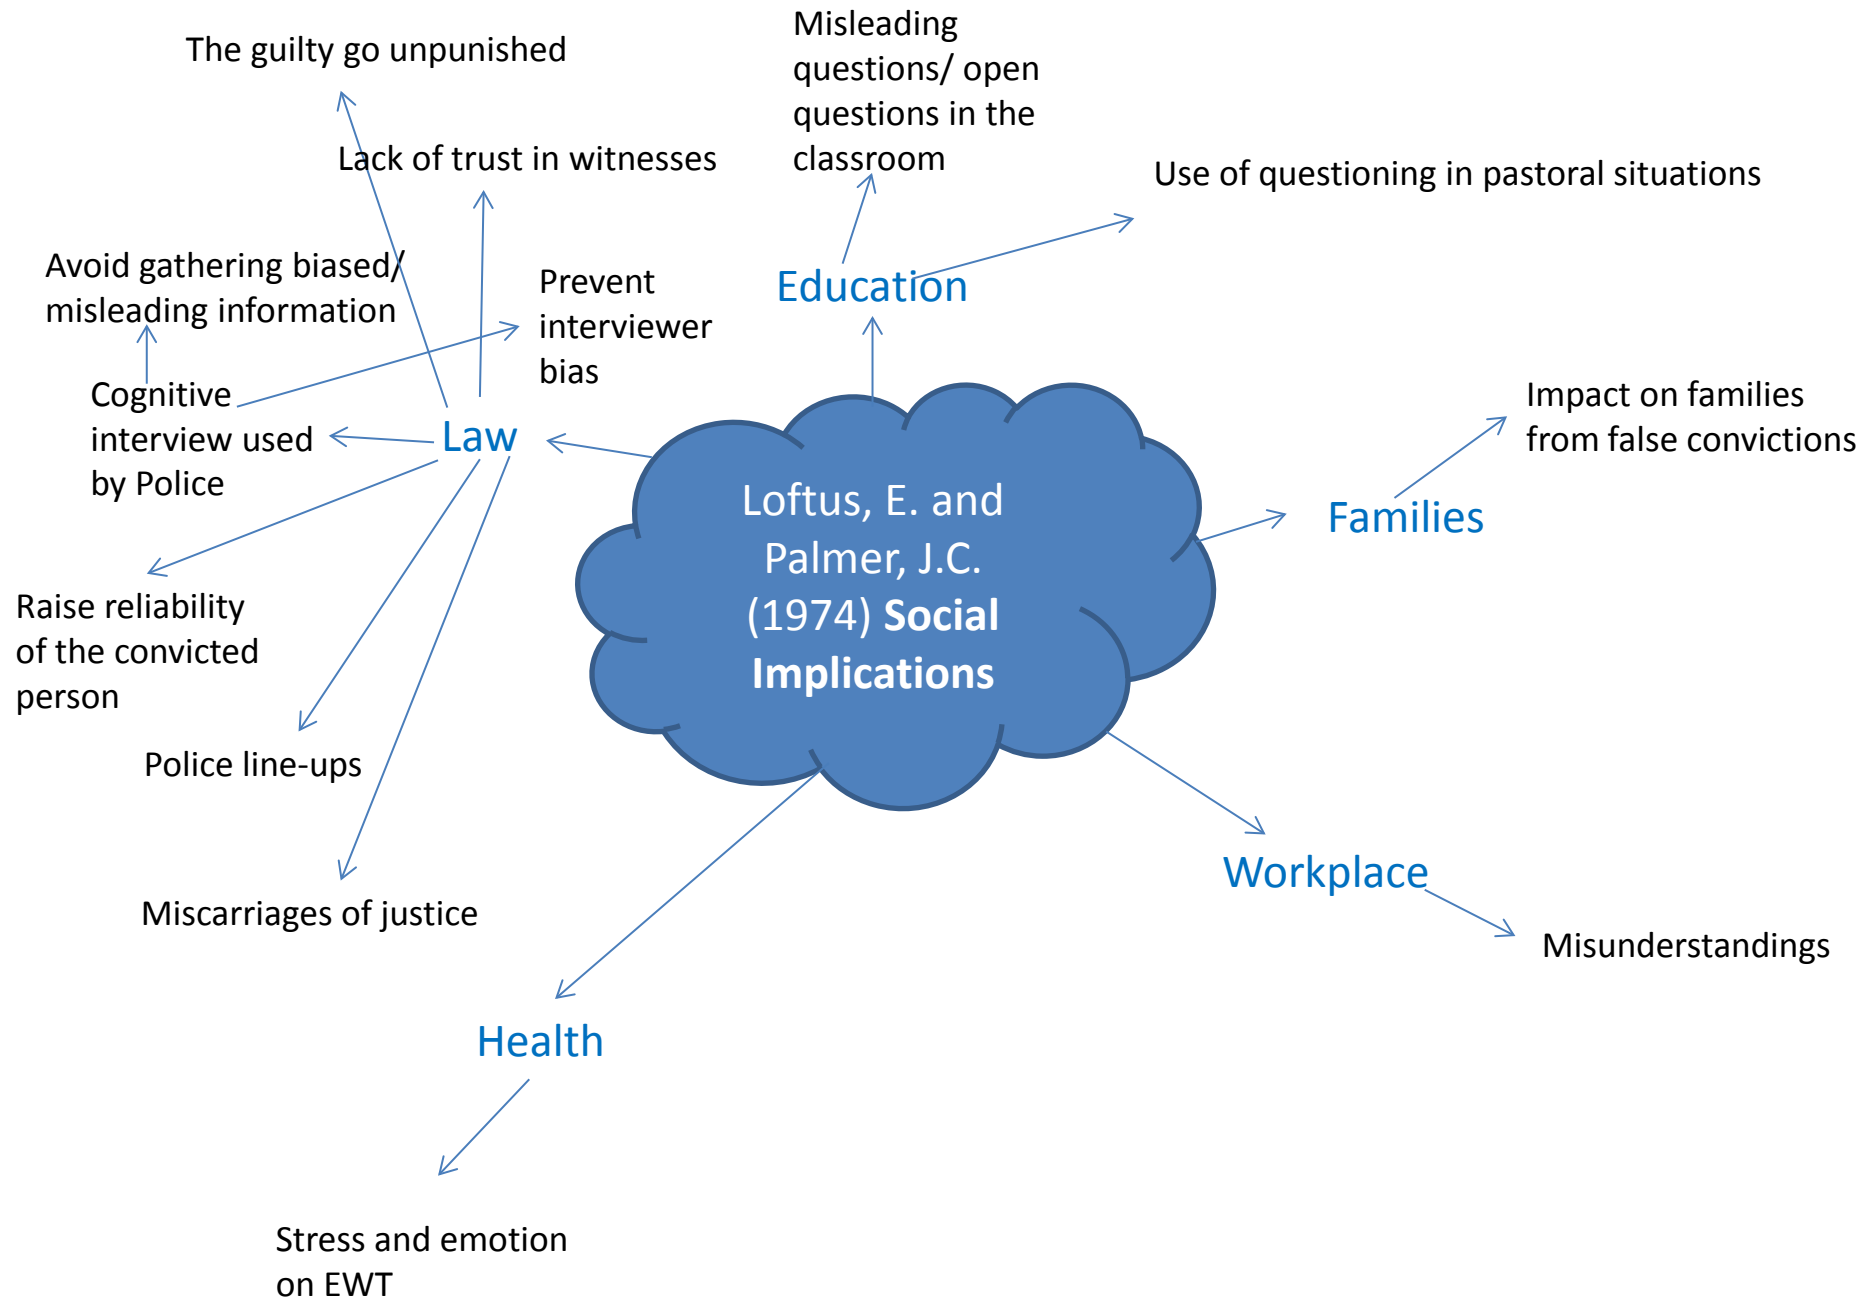 The guilty go unpunished
Lack of trust in witnesses
Avoid gathering biased/
misleading information
Prevent
interviewer
bias
Cognitive
interview used
by Police
Law
Raise reliability
of the convicted
person
Police line-ups
Miscarriages of justice
Misleading
questions/ open
questions in the
classroom
Use of questioning in pastoral situations
Education
Impact on families
from false convictions
Families
Loftus, E. and
Palmer, J.C.
(1974) Social
Implications
Workplace
Misunderstandings
Health
Stress and emotion
on EWT